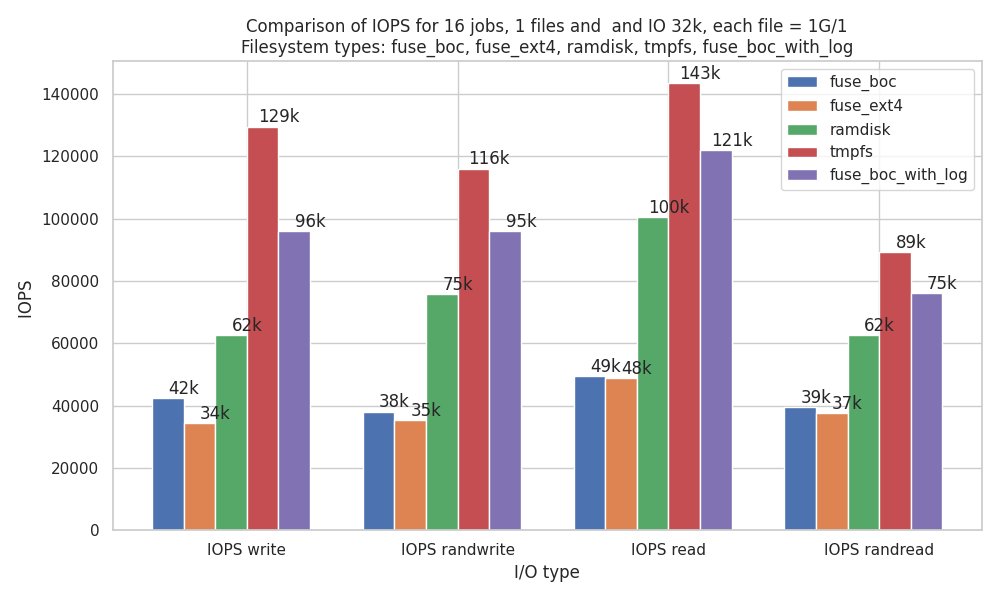 Comparison of IOPS for 16 jobs, 1 files and  and IO 32k, each file = 1G/1
Filesystem types: fuse_boc, fuse_ext4, ramdisk, tmpfs, fuse_boc_with_log
IOPS
140000
120000
100000
80000
60000
40000
20000
0
42k
34k
62k
129k
96k
38k
35k
75k
116k
95k
49k
48k
100k
143k
121k
39k
37k
62k
89k
75k
fuse_boc
fuse_ext4
ramdisk
tmpfs
fuse_boc_with_log
IOPS write
IOPS randwrite
IOPS read
IOPS randread
I/O type